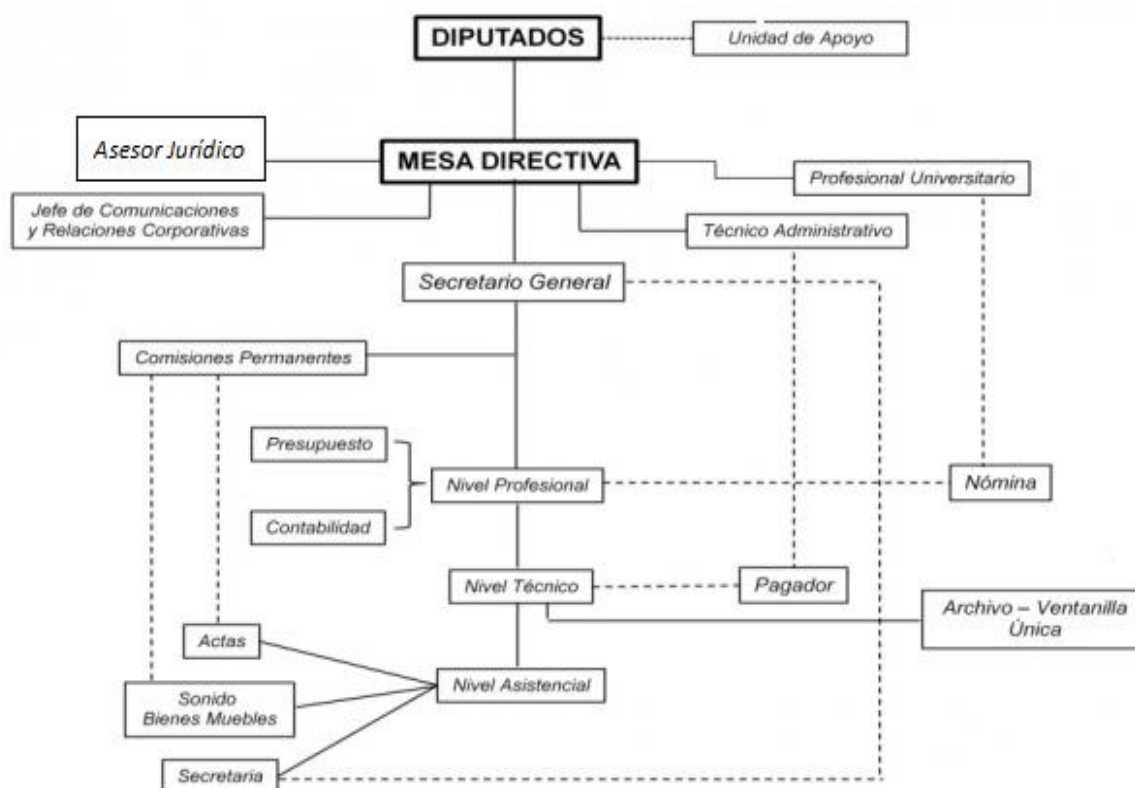 DIPUTADOS
Unidad de Apoyo
Asesor Jurídico
MESA DIRECTIVA
Profesional Universitario
Jefe de Comunicaciones
y Relaciones Corporativas
Técnico Administrativo
Secretario General
Comisiones Permanentes
Presupuesto
Nivel Profesional
Nómina
Contabilidad
Nivel Técnico
Pagador
Archivo – Ventanilla
Única
Actas
Nivel Asistencial
Sonido
Bienes Muebles
Secretaria